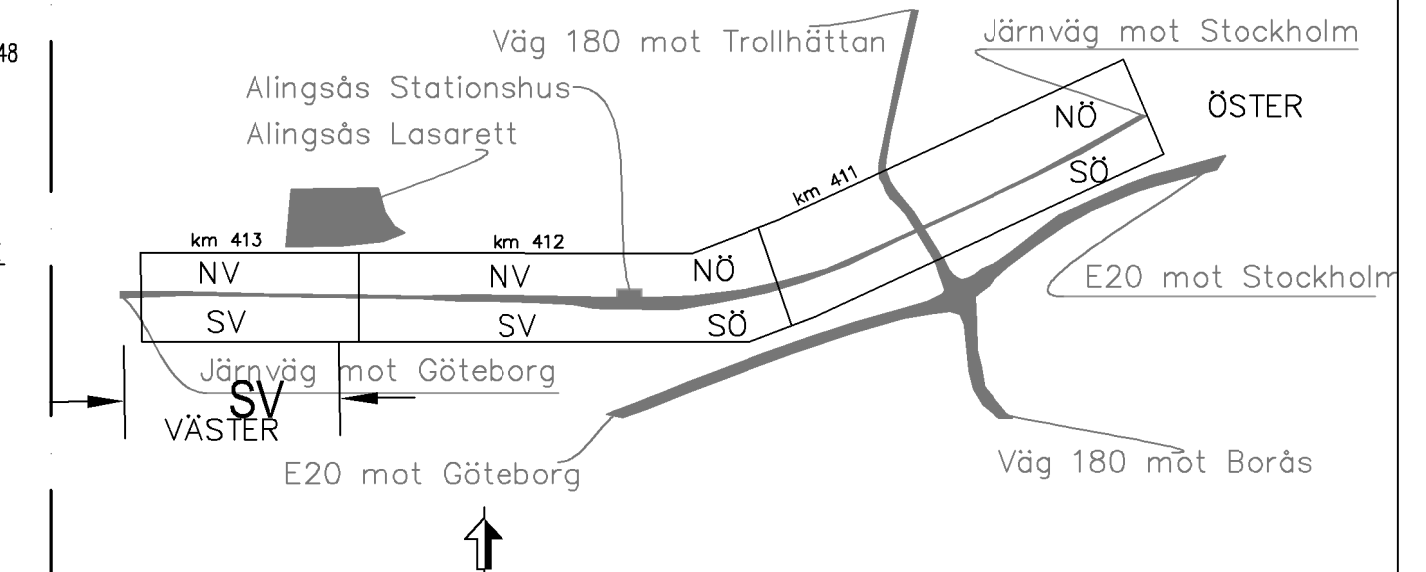 48
Väg 180 mot Trollhättan
Järnväg mot Stockholm
Alingsås Stationshus
NÖ
ÖSTER
Alingsås Lasarett
SÖ
km 411
km 413
km 412
NV
NV
NÖ
E20 mot Stockholm
SV
SV
SÖ
Järnväg mot Göteborg
SV
VÄSTER
E20 mot Göteborg
Väg 180 mot Borås